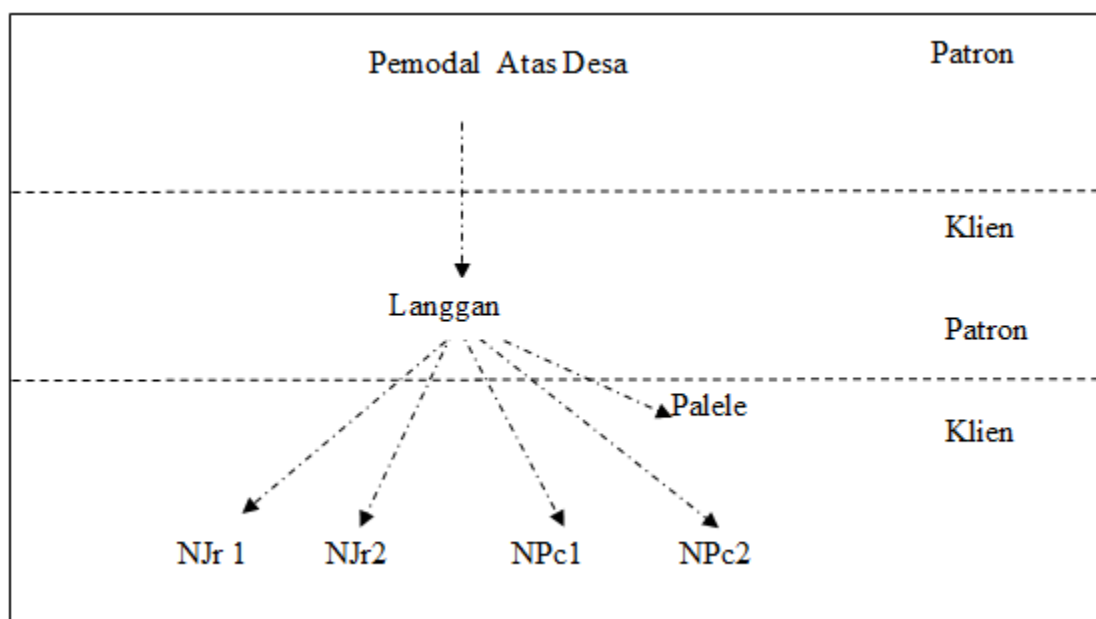 Pemodal Atas Desa
Patron
Klien
Langgan
Patron
Palele
Klien
NJr 1
NJr2
NPc1
NPc2